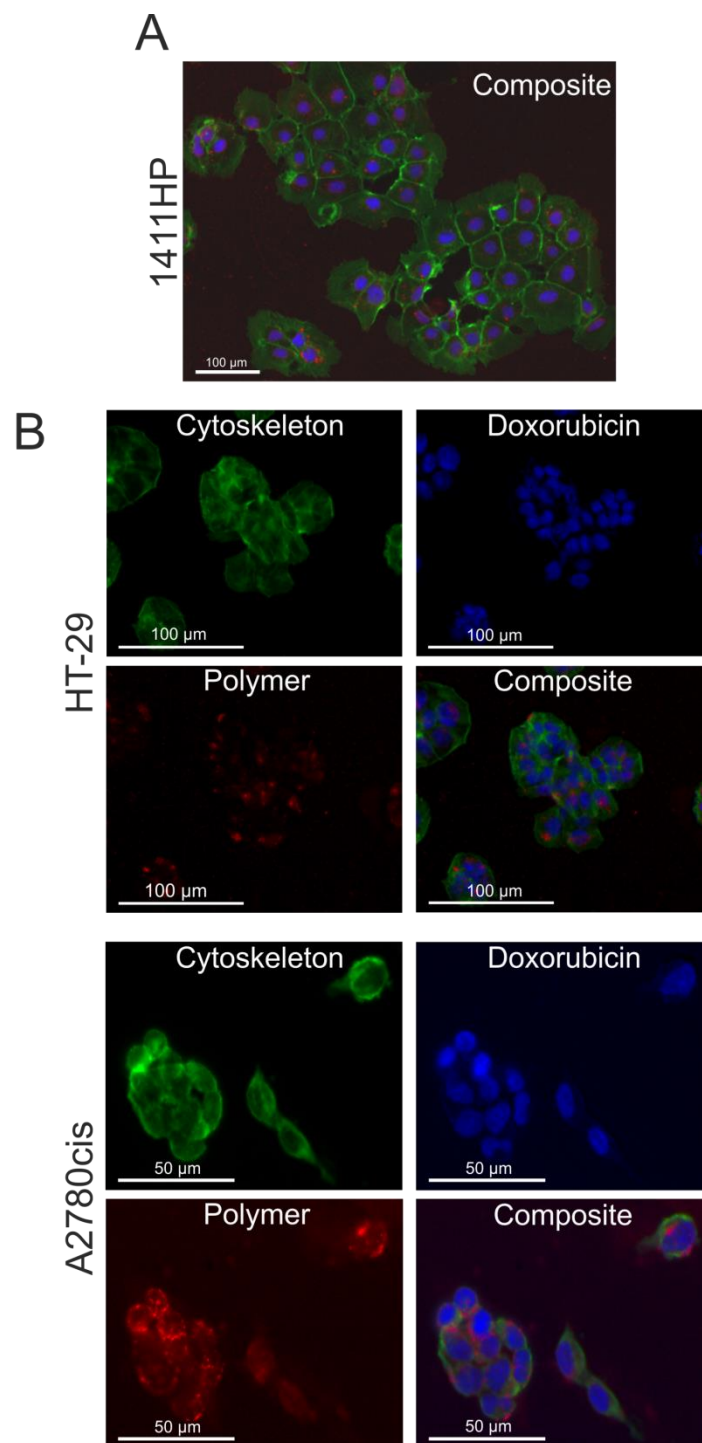 A
Composite
1411HP
100 µm
B
HT-29
Cytoskeleton
Doxorubicin
100 µm
100 µm
Polymer
Composite
100 µm
100 µm
A2780cis
Cytoskeleton
Doxorubicin
50 µm
50 µm
Polymer
Composite
50 µm
50 µm